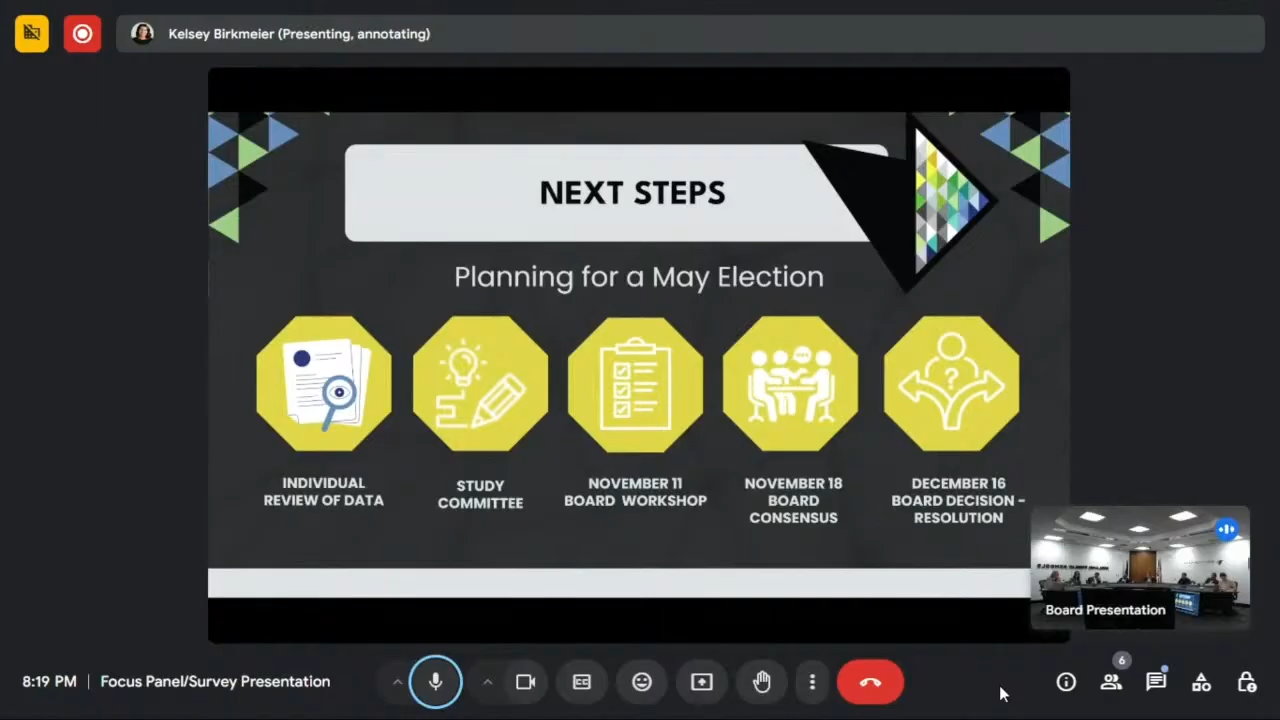 Kelsey Birkmeier (Presenting, annotating)
NEXT STEPS
Planning for a May Election
INDIVIDUAL
REVIEW OF DATA
STUDY
COMMITTEE
NOVEMBER 11
BOARD WORKSHOP
NOVEMBER 18
BOARD
CONSENSUS
DECEMBER 16
BOARD DECISION -
RESOLUTION
?
Board Presentation
6
8:19 PM
Focus Panel/Survey Presentation
CC